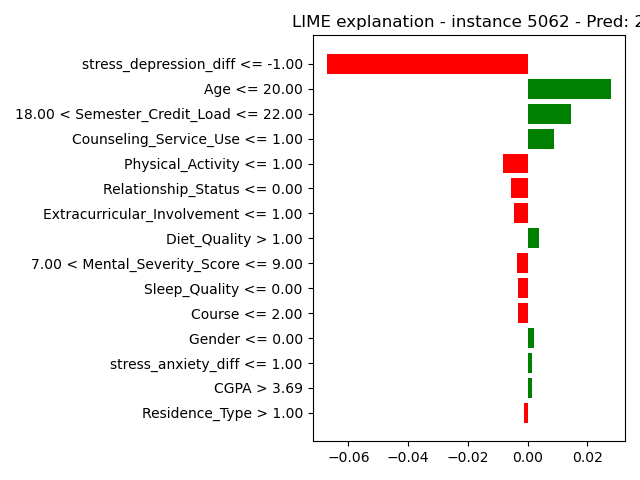 LIME explanation - instance 5062 - Pred: 2
stress_depression_diff <= -1.00
Age <= 20.00
18.00 < Semester_Credit_Load <= 22.00
Counseling_Service_Use <= 1.00
Physical_Activity <= 1.00
Relationship_Status <= 0.00
Extracurricular_Involvement <= 1.00
Diet_Quality > 1.00
7.00 < Mental_Severity_Score <= 9.00
Sleep_Quality <= 0.00
Course <= 2.00
Gender <= 0.00
stress_anxiety_diff <= 1.00
CGPA > 3.69
Residence_Type > 1.00
−0.06 −0.04 −0.02 0.00 0.02